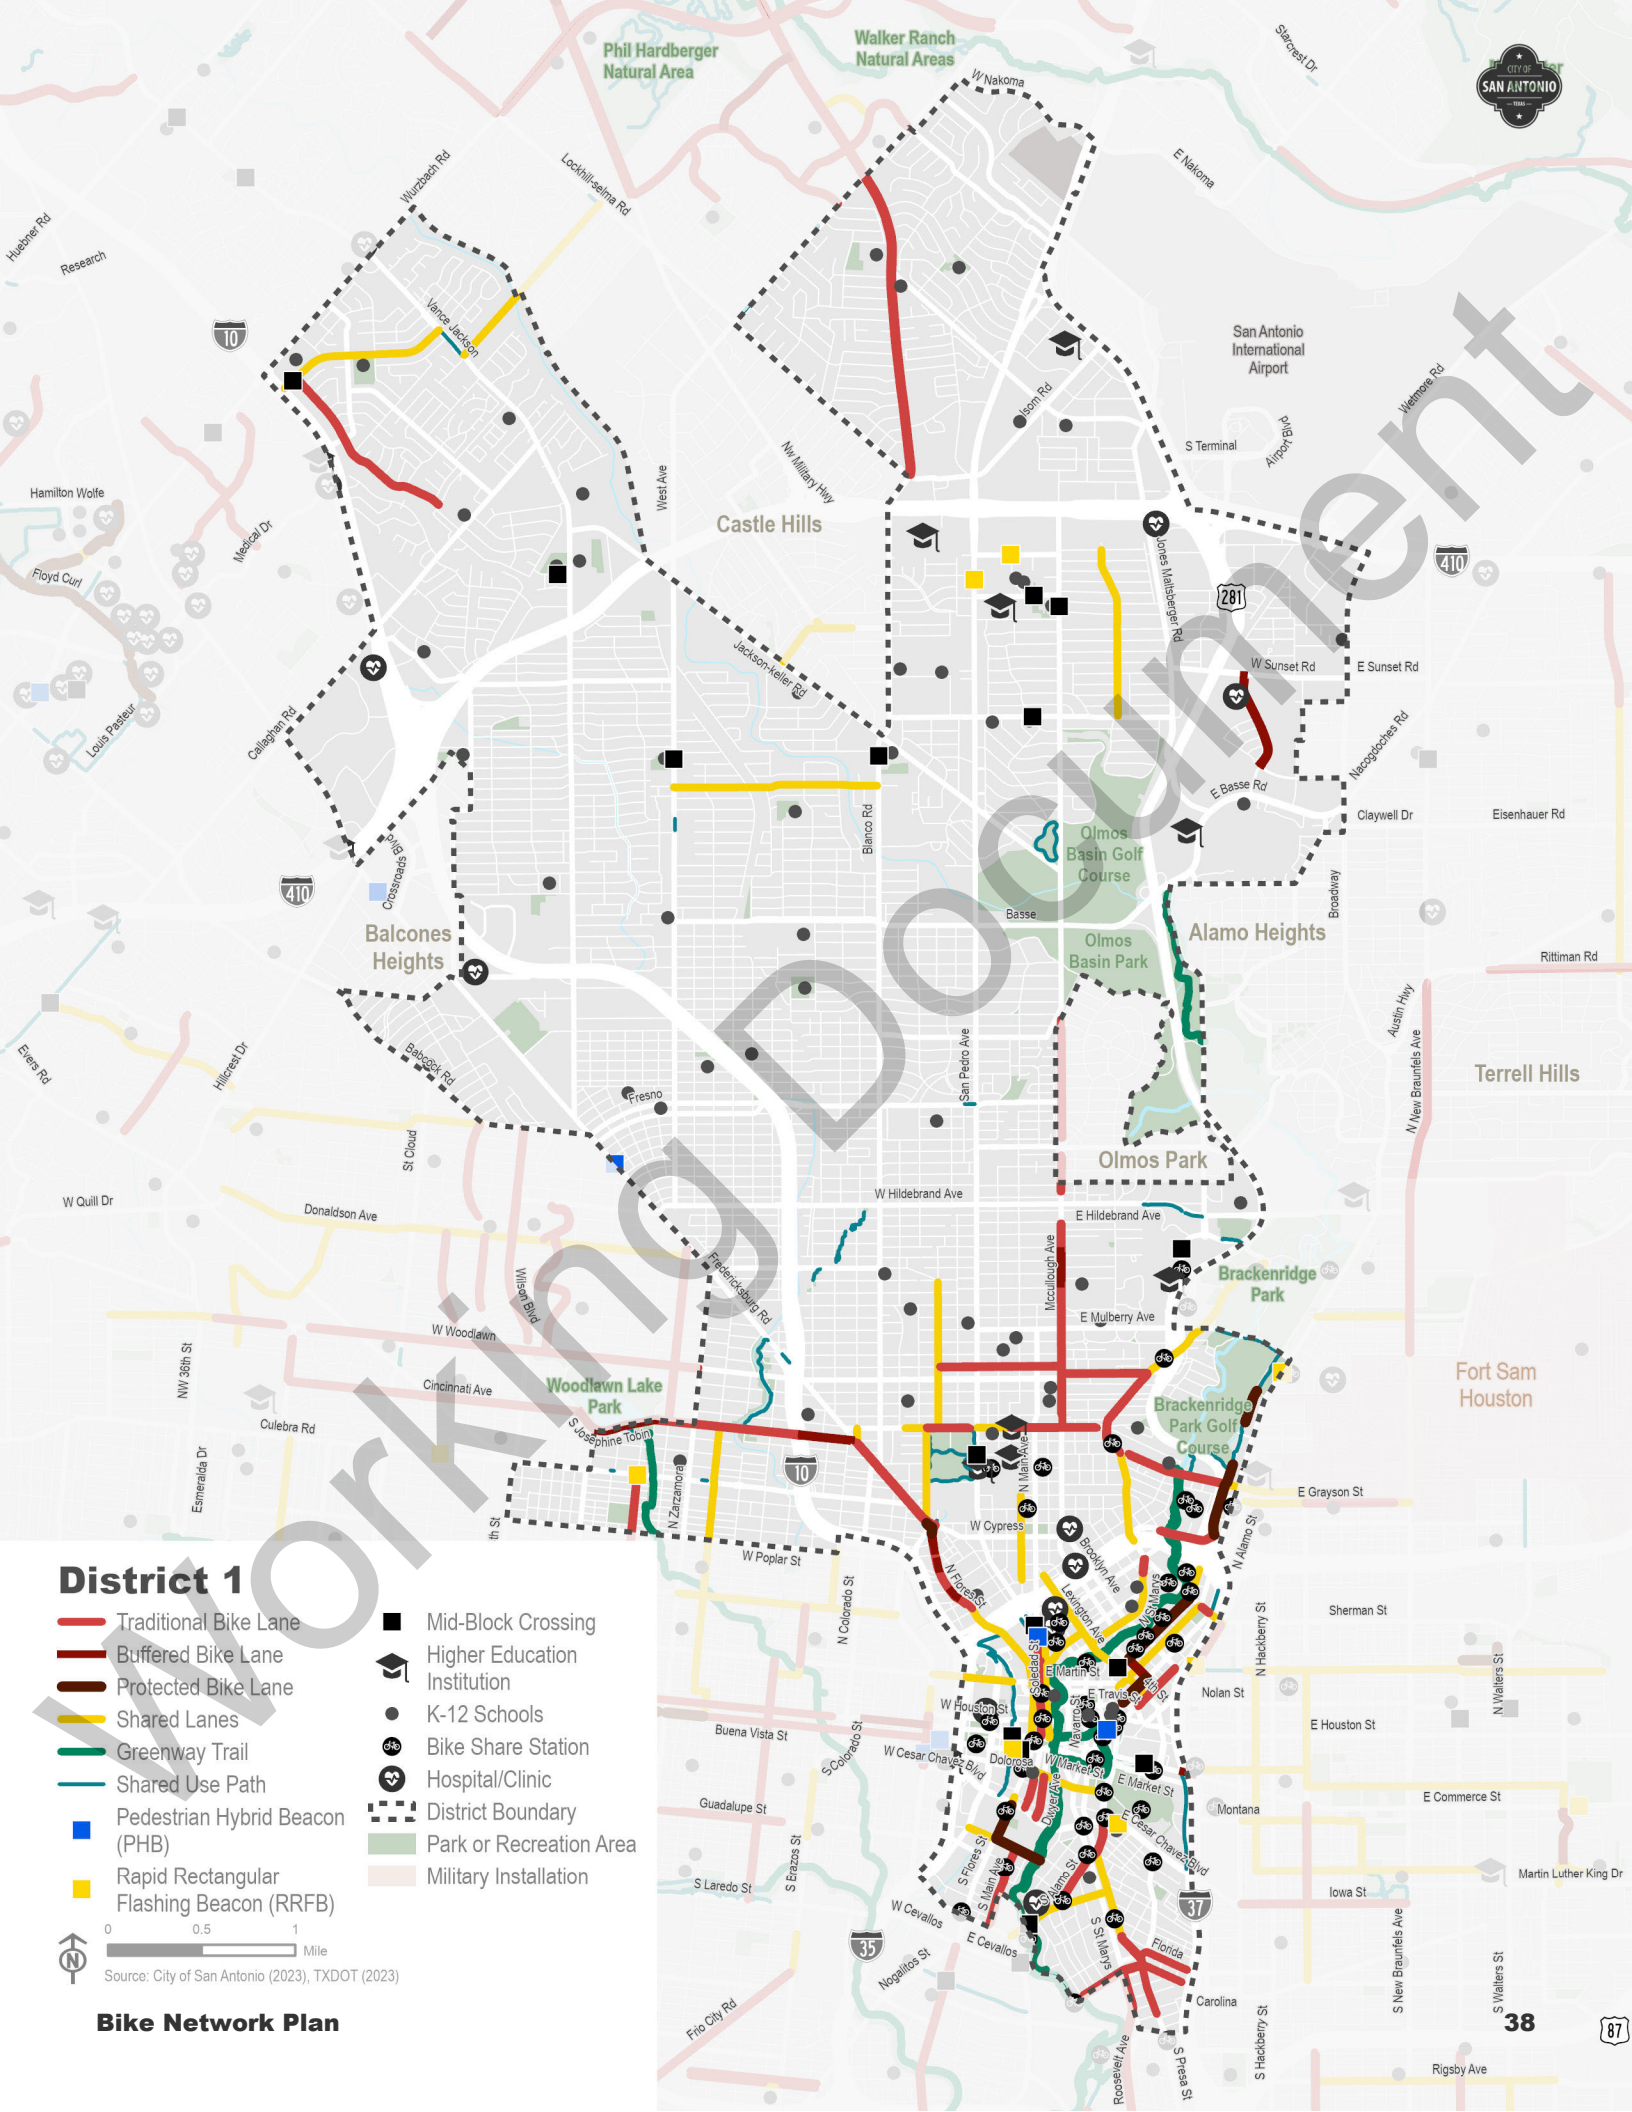 Phil Hardberger
Natural Area
Walker Ranch
Natural Areas
W Nakoma
Starcrest Dr
CITY OF
SAN ANTONIO
TEXAS
E Nakoma
Wurzbach Rd
Lockhill-selma Rd
Huebner Rd
Research
10
Vance Jackson
San Antonio
International
Airport
Isom Rd
Wetmore Rd
S Terminal
Airport Blvd
Nw Military Hwy
West Ave
Hamilton Wolfe
Castle Hills
Medical Dr
Floyd Curl
Jones Maltsberger Rd
410
281
Jackson-keller Rd
W Sunset Rd
E Sunset Rd
Callaghan Rd
Louis Pasteur
Nacogdoches Rd
E Basse Rd
Claywell Dr
Eisenhauer Rd
Blanco Rd
Olmos
Basin Golf
Course
Crossroads Blvd
410
Broadway
Basse
Balcones
Heights
Alamo Heights
Olmos
Basin Park
Rittiman Rd
Austin Hwy
Evers Rd
Hillcrest Dr
Babcock Rd
Fresno
San Pedro Ave
N New Braunfels Ave
Terrell Hills
St Cloud
Olmos Park
W Quill Dr
Donaldson Ave
W Hildebrand Ave
E Hildebrand Ave
Mccullough Ave
Fredericksburg Rd
Wilson Blvd
Brackenridge
Park
E Mulberry Ave
W Woodlawn
NW 36th St
Cincinnati Ave
Woodlawn Lake
Park
Fort Sam
Houston
Culebra Rd
S Josephine Tobin
Brackenridge
Park Golf
Course
Esmeralda Dr
10
N Zarzamora
N Main Ave
E Grayson St
th St
W Cypress
Brooklyn Ave
N Alamo St
W Poplar St
N Flores St
Lexington Ave
N St Marys
N Colorado St
N Hackberry St
Sherman St
Soledad St
E Martin St
4th St
E Travis St
Nolan St
N Walters St
W Houston St
Navarro St
Buena Vista St
S Colorado St
W Cesar Chavez Blvd
Dolorosa
W Market St
E Houston St
E Market St
Guadalupe St
Dwyer Ave
Montana
E Commerce St
E Cesar Chavez Blvd
S Flores St
S Erazos St
S Laredo St
S Main Ave
S Alamo St
Martin Luther King Dr
Iowa St
W Cevallos
37
35
E Cevallos
S St Marys
Florida
Nogalitos St
S New Braunfels Ave
S Walters St
Carolina
Frio City Rd
Roosevelt Ave
S Presa St
S Hackberry St
Rigsby Ave
87
Working Document
District 1
Traditional Bike Lane
Buffered Bike Lane
Protected Bike Lane
Shared Lanes
Greenway Trail
Shared Use Path
Pedestrian Hybrid Beacon
(PHB)
Rapid Rectangular
Flashing Beacon (RRFB)
Mid-Block Crossing
Higher Education
Institution
K-12 Schools
Bike Share Station
Hospital/Clinic
District Boundary
Park or Recreation Area
Military Installation
0 0.5 1
Mile
N
Source: City of San Antonio (2023), TXDOT (2023)
Bike Network Plan
38